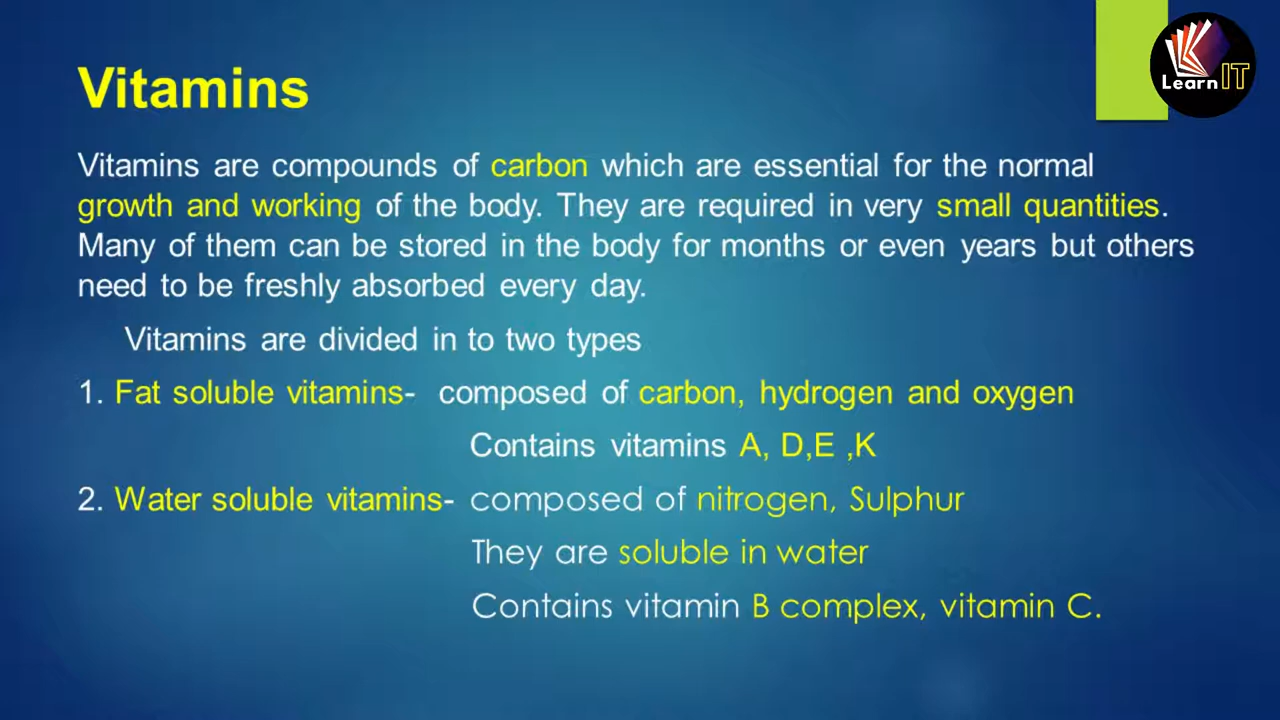 Learn IT
Vitamins
Vitamins are compounds of carbon which are essential for the normal
growth and working of the body. They are required in very small quantities.
Many of them can be stored in the body for months or even years but others
need to be freshly absorbed every day.
Vitamins are divided in to two types
1. Fat soluble vitamins- composed of carbon, hydrogen and oxygen
Contains vitamins A, D,E ,K
2. Water soluble vitamins- composed of nitrogen, Sulphur
They are soluble in water
Contains vitamin B complex, vitamin C.